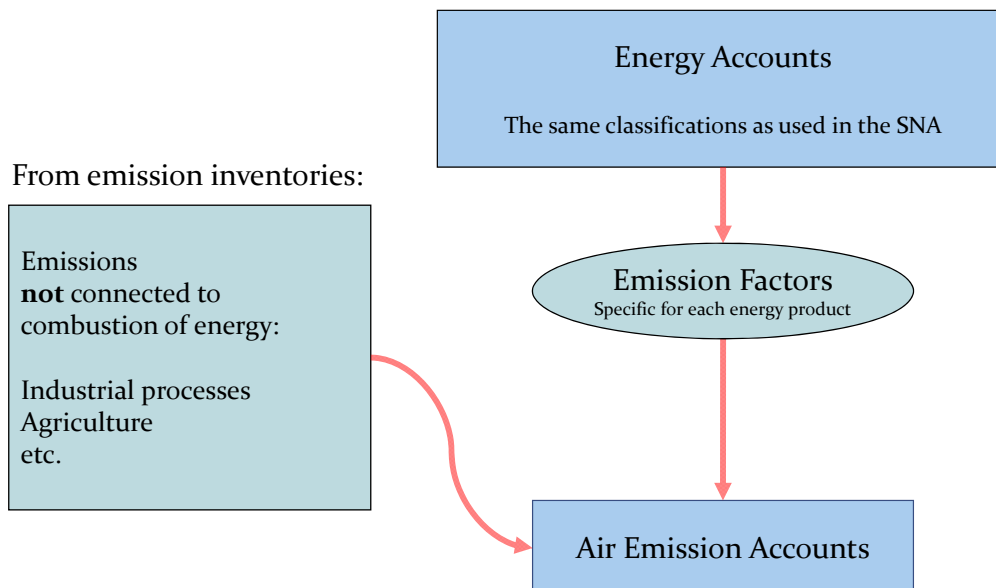 Energy Accounts
The same classifications as used in the SNA
From emission inventories:
Emissions
not connected to
combustion of energy:
Industrial processes
Agriculture
etc.
Emission Factors
Specific for each energy product
Air Emission Accounts